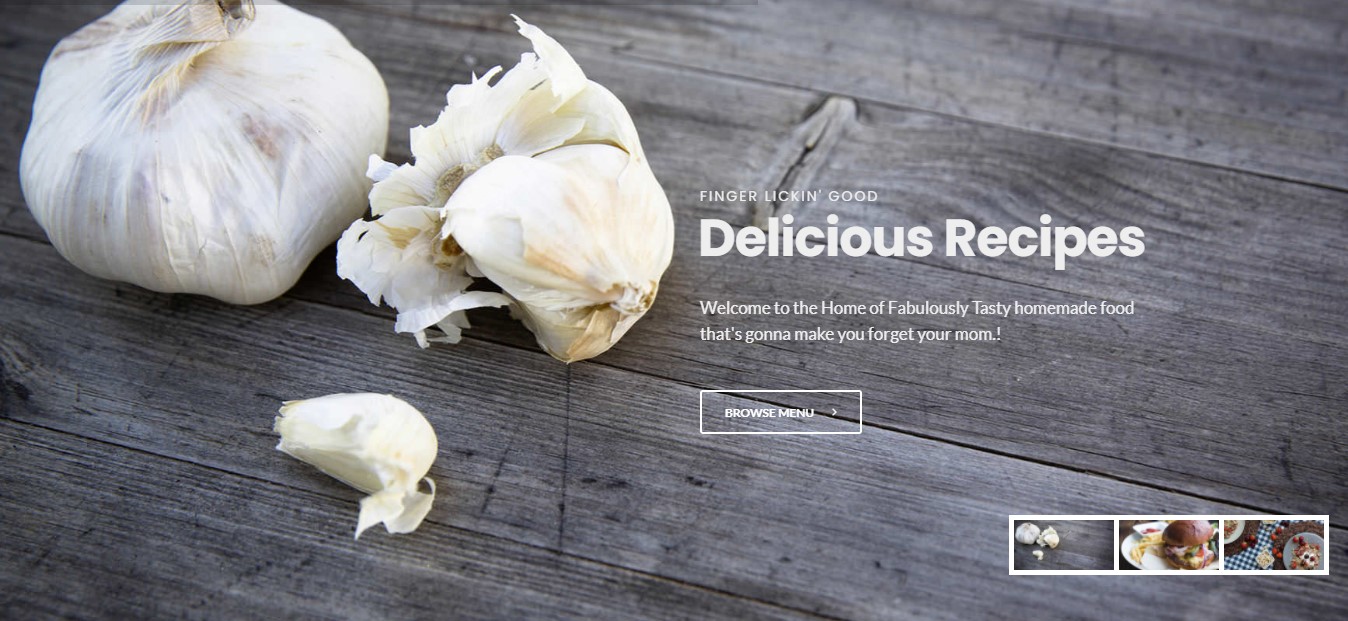 FINGER LICKIN' GOOD
Delicious Recipes
Welcome to the Home of Fabulously Tasty homemade food
that's gonna make you forget your mom.!
BROWSE MENU